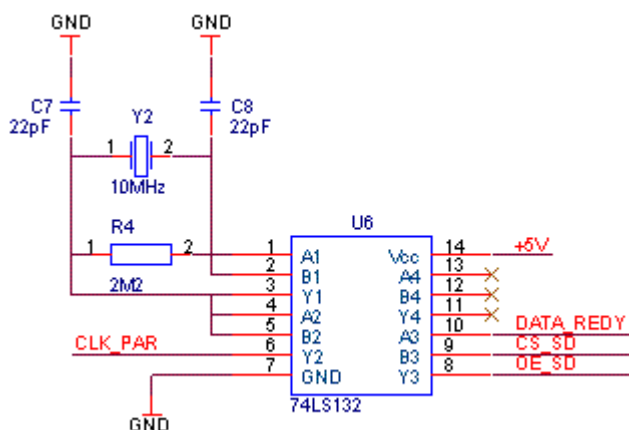 GND GND
C7 22pF
Y2
C8 22pF
1 2
10MHz
R4
1 2
2M2
U6
1 A1 Vcc 14 +5V
2 B1 A4 13
3 Y1 B4 12
4 A2 Y4 11
5 B2 A3 10 DATA_REDY
CLK_PAR 6 Y2 B3 9 CS_SD
7 GND Y3 8 OE_SD
74LS132
GND